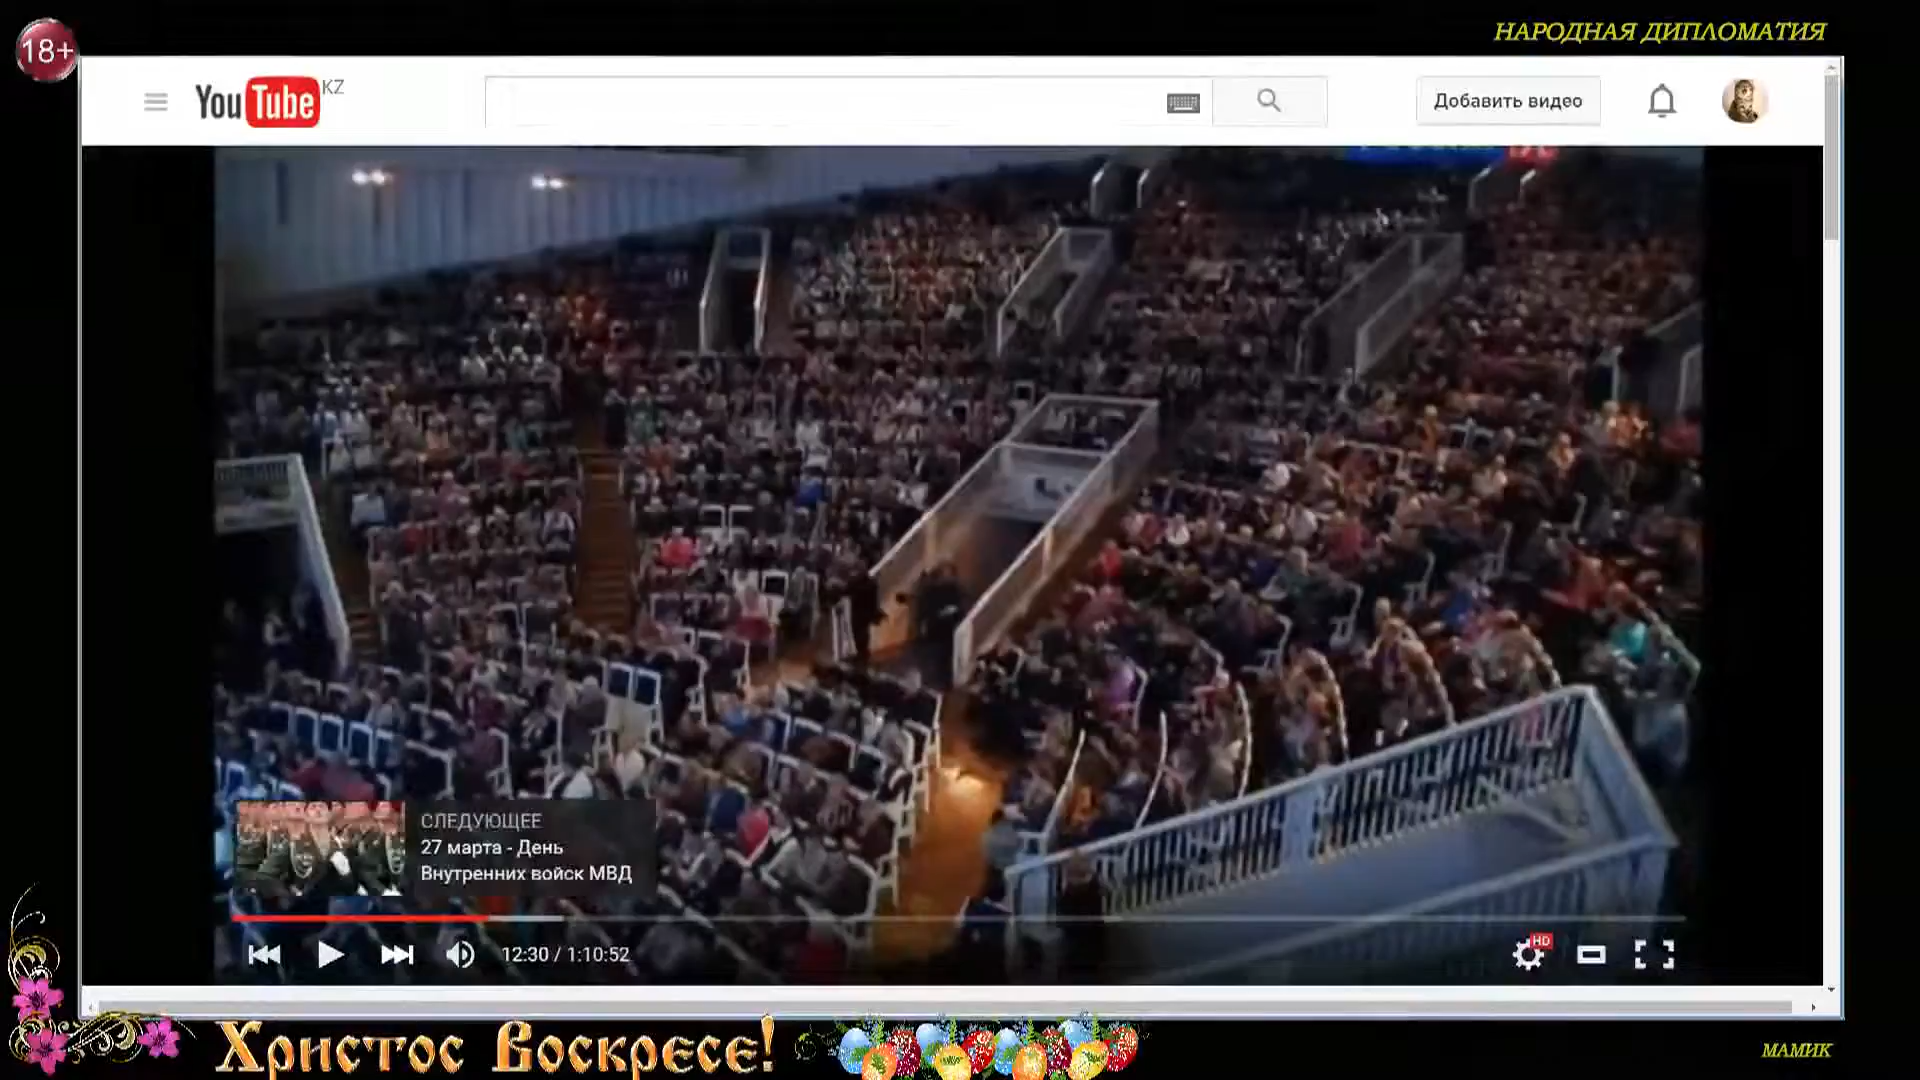 18+
НАРОДНАЯ ДИПЛОМАТИЯ
YouTube KZ
Добавить видео
СЛЕДУЮЩЕЕ
27 марта - День
Внутренних войск МВД
12:30 / 1:10:52
HD
Христос Воскресе!
МАМИК